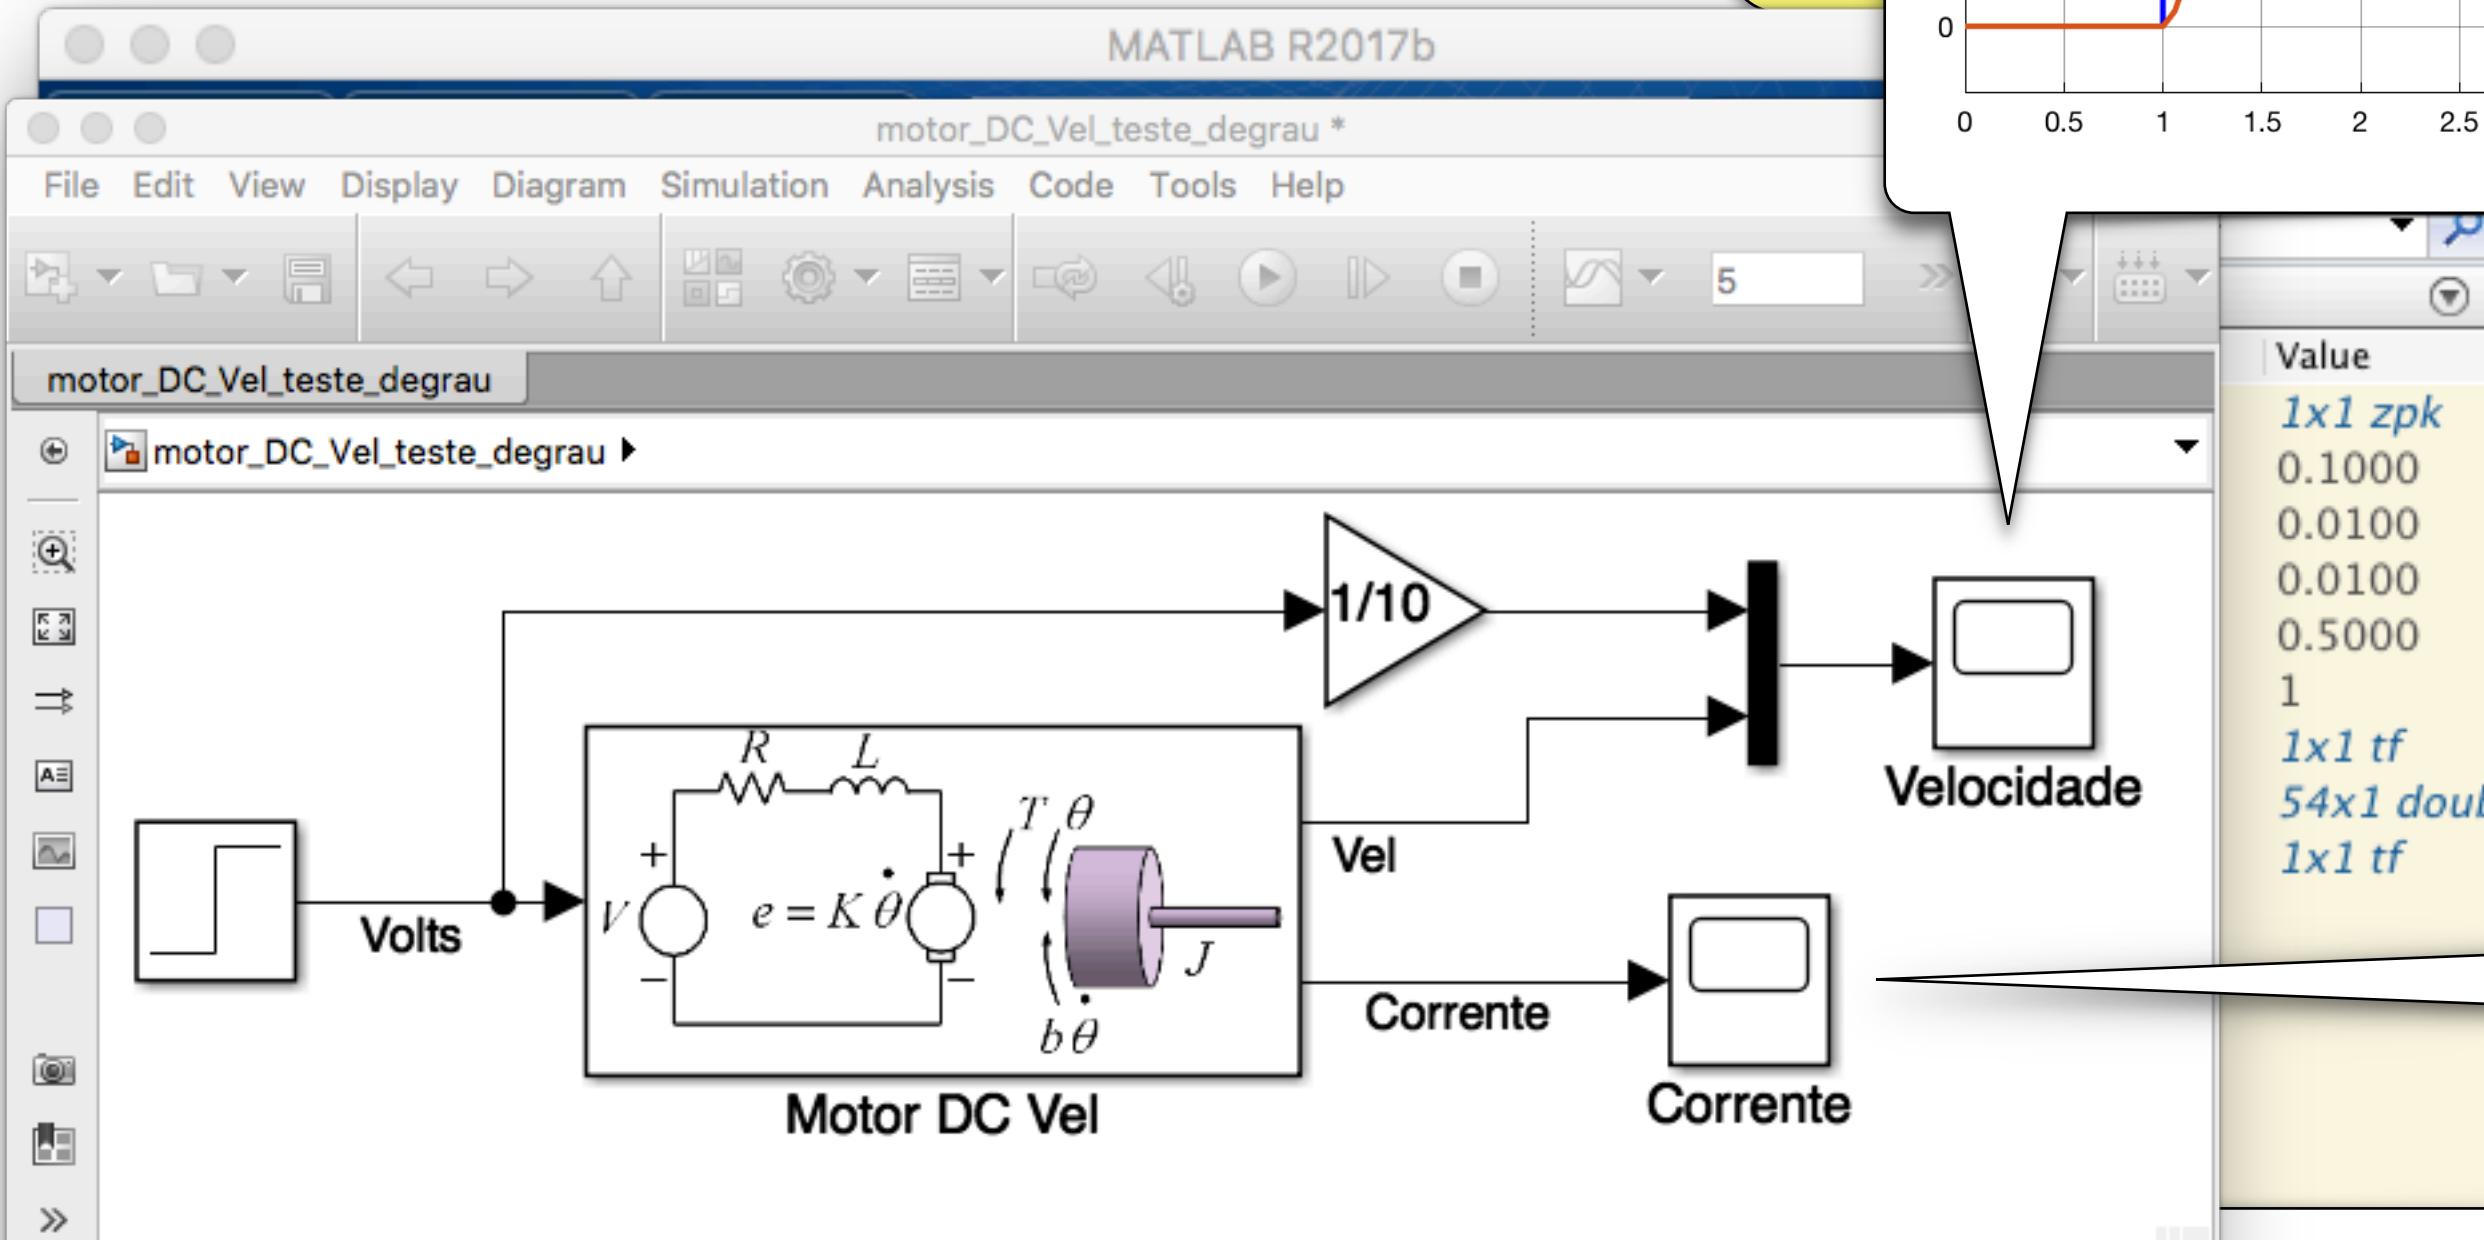 MATLAB R2017b
0
0 0.5 1 1.5 2 2.5
motor_DC_Vel_teste_degrau *
File Edit View Display Diagram Simulation Analysis Code Tools Help
5
motor_DC_Vel_teste_degrau
motor_DC_Vel_teste_degrau
Value
1x1 zpk
0.1000
0.0100
0.0100
0.5000
1
1x1 tf
54x1 doub
1x1 tf
1/10
Velocidade
R L
T θ
+ +
V e = K θ̇
− −
J
b θ̇
Volts
Vel
Corrente
Motor DC Vel
Corrente